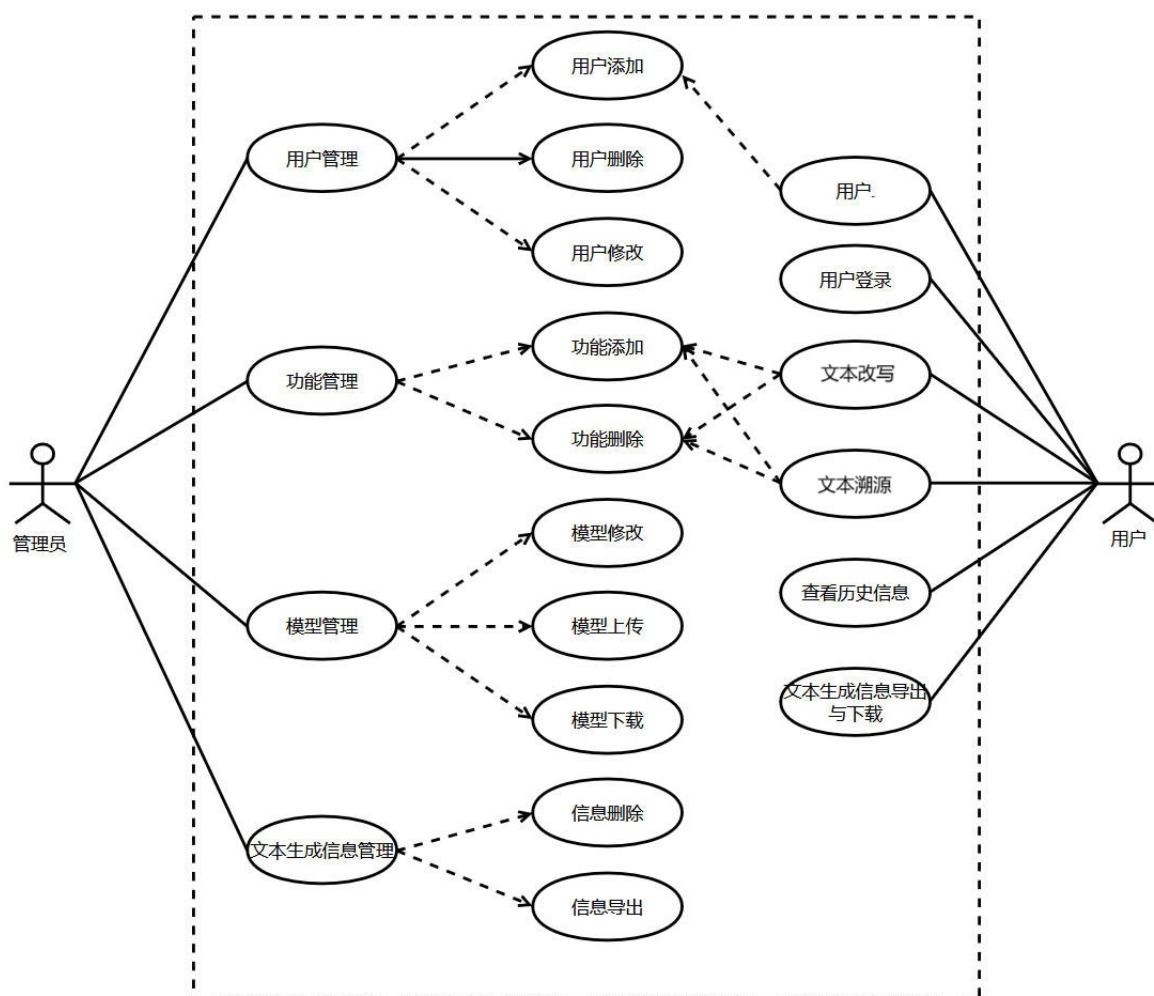 用户添加
用户管理
用户删除
用户.
用户修改
用户登录
功能添加
功能管理
文本改写
功能删除
文本溯源
管理员
模型修改
用户
查看历史信息
模型管理
模型上传
文本生成信息导出
与下载
模型下载
信息删除
文本生成信息管理
信息导出